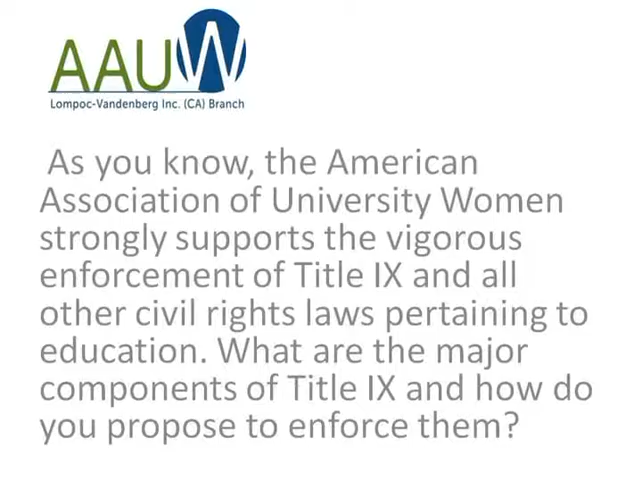 AAUW
Lompoc-Vandenberg Inc. (CA) Branch
As you know, the American
Association of University Women
strongly supports the vigorous
enforcement of Title IX and all
other civil rights laws pertaining to
education. What are the major
components of Title IX and how do
you propose to enforce them?